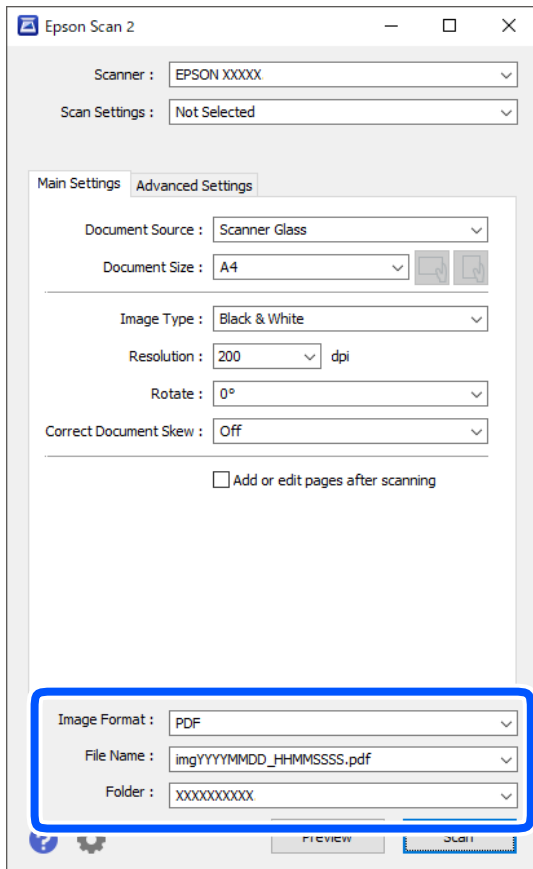 Epson Scan 2
Scanner : EPSON XXXXX
Scan Settings : Not Selected
Main Settings Advanced Settings
Document Source : Scanner Glass
Document Size : A4
Image Type : Black & White
Resolution : 200 dpi
Rotate : 0°
Correct Document Skew : Off
Add or edit pages after scanning
Image Format : PDF
File Name : imgYYYYMMDD_HHMMSSSS.pdf
Folder : XXXXXXXXXX
? Preview Scan